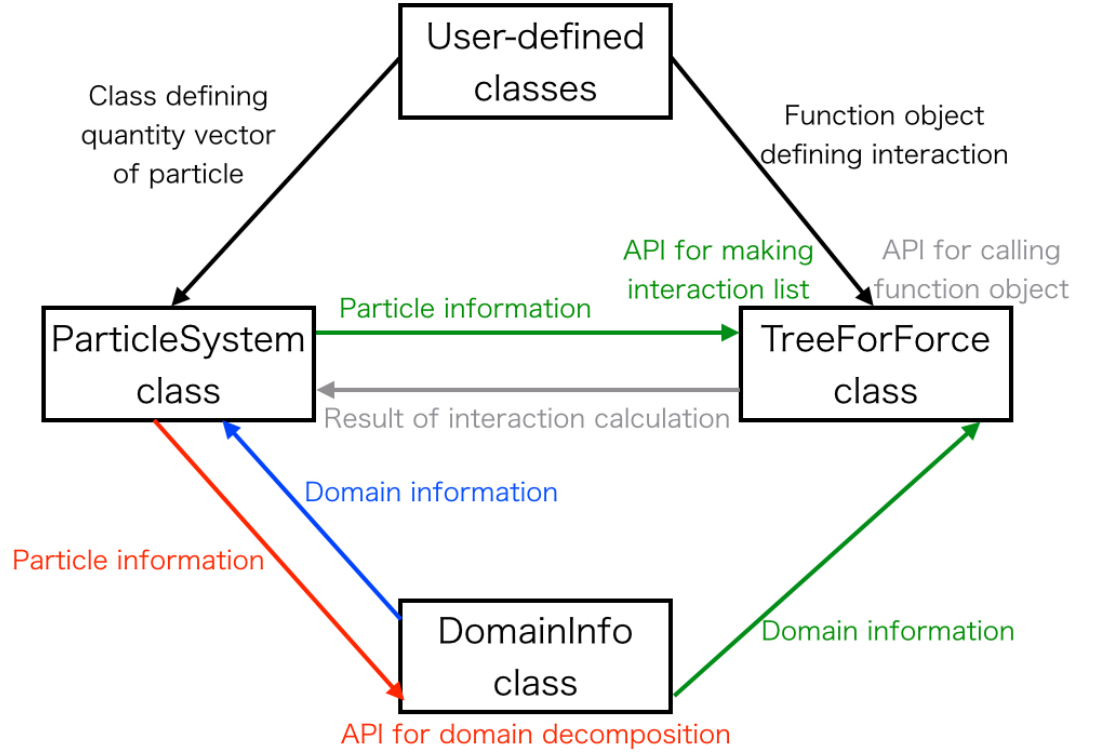 User-defined
classes
Class defining
quantity vector
of particle
Function object
defining interaction
API for making
interaction list
API for calling
function object
Particle information
ParticleSystem
class
TreeForForce
class
Result of interaction calculation
Domain information
Particle information
DomainInfo
class
Domain information
API for domain decomposition